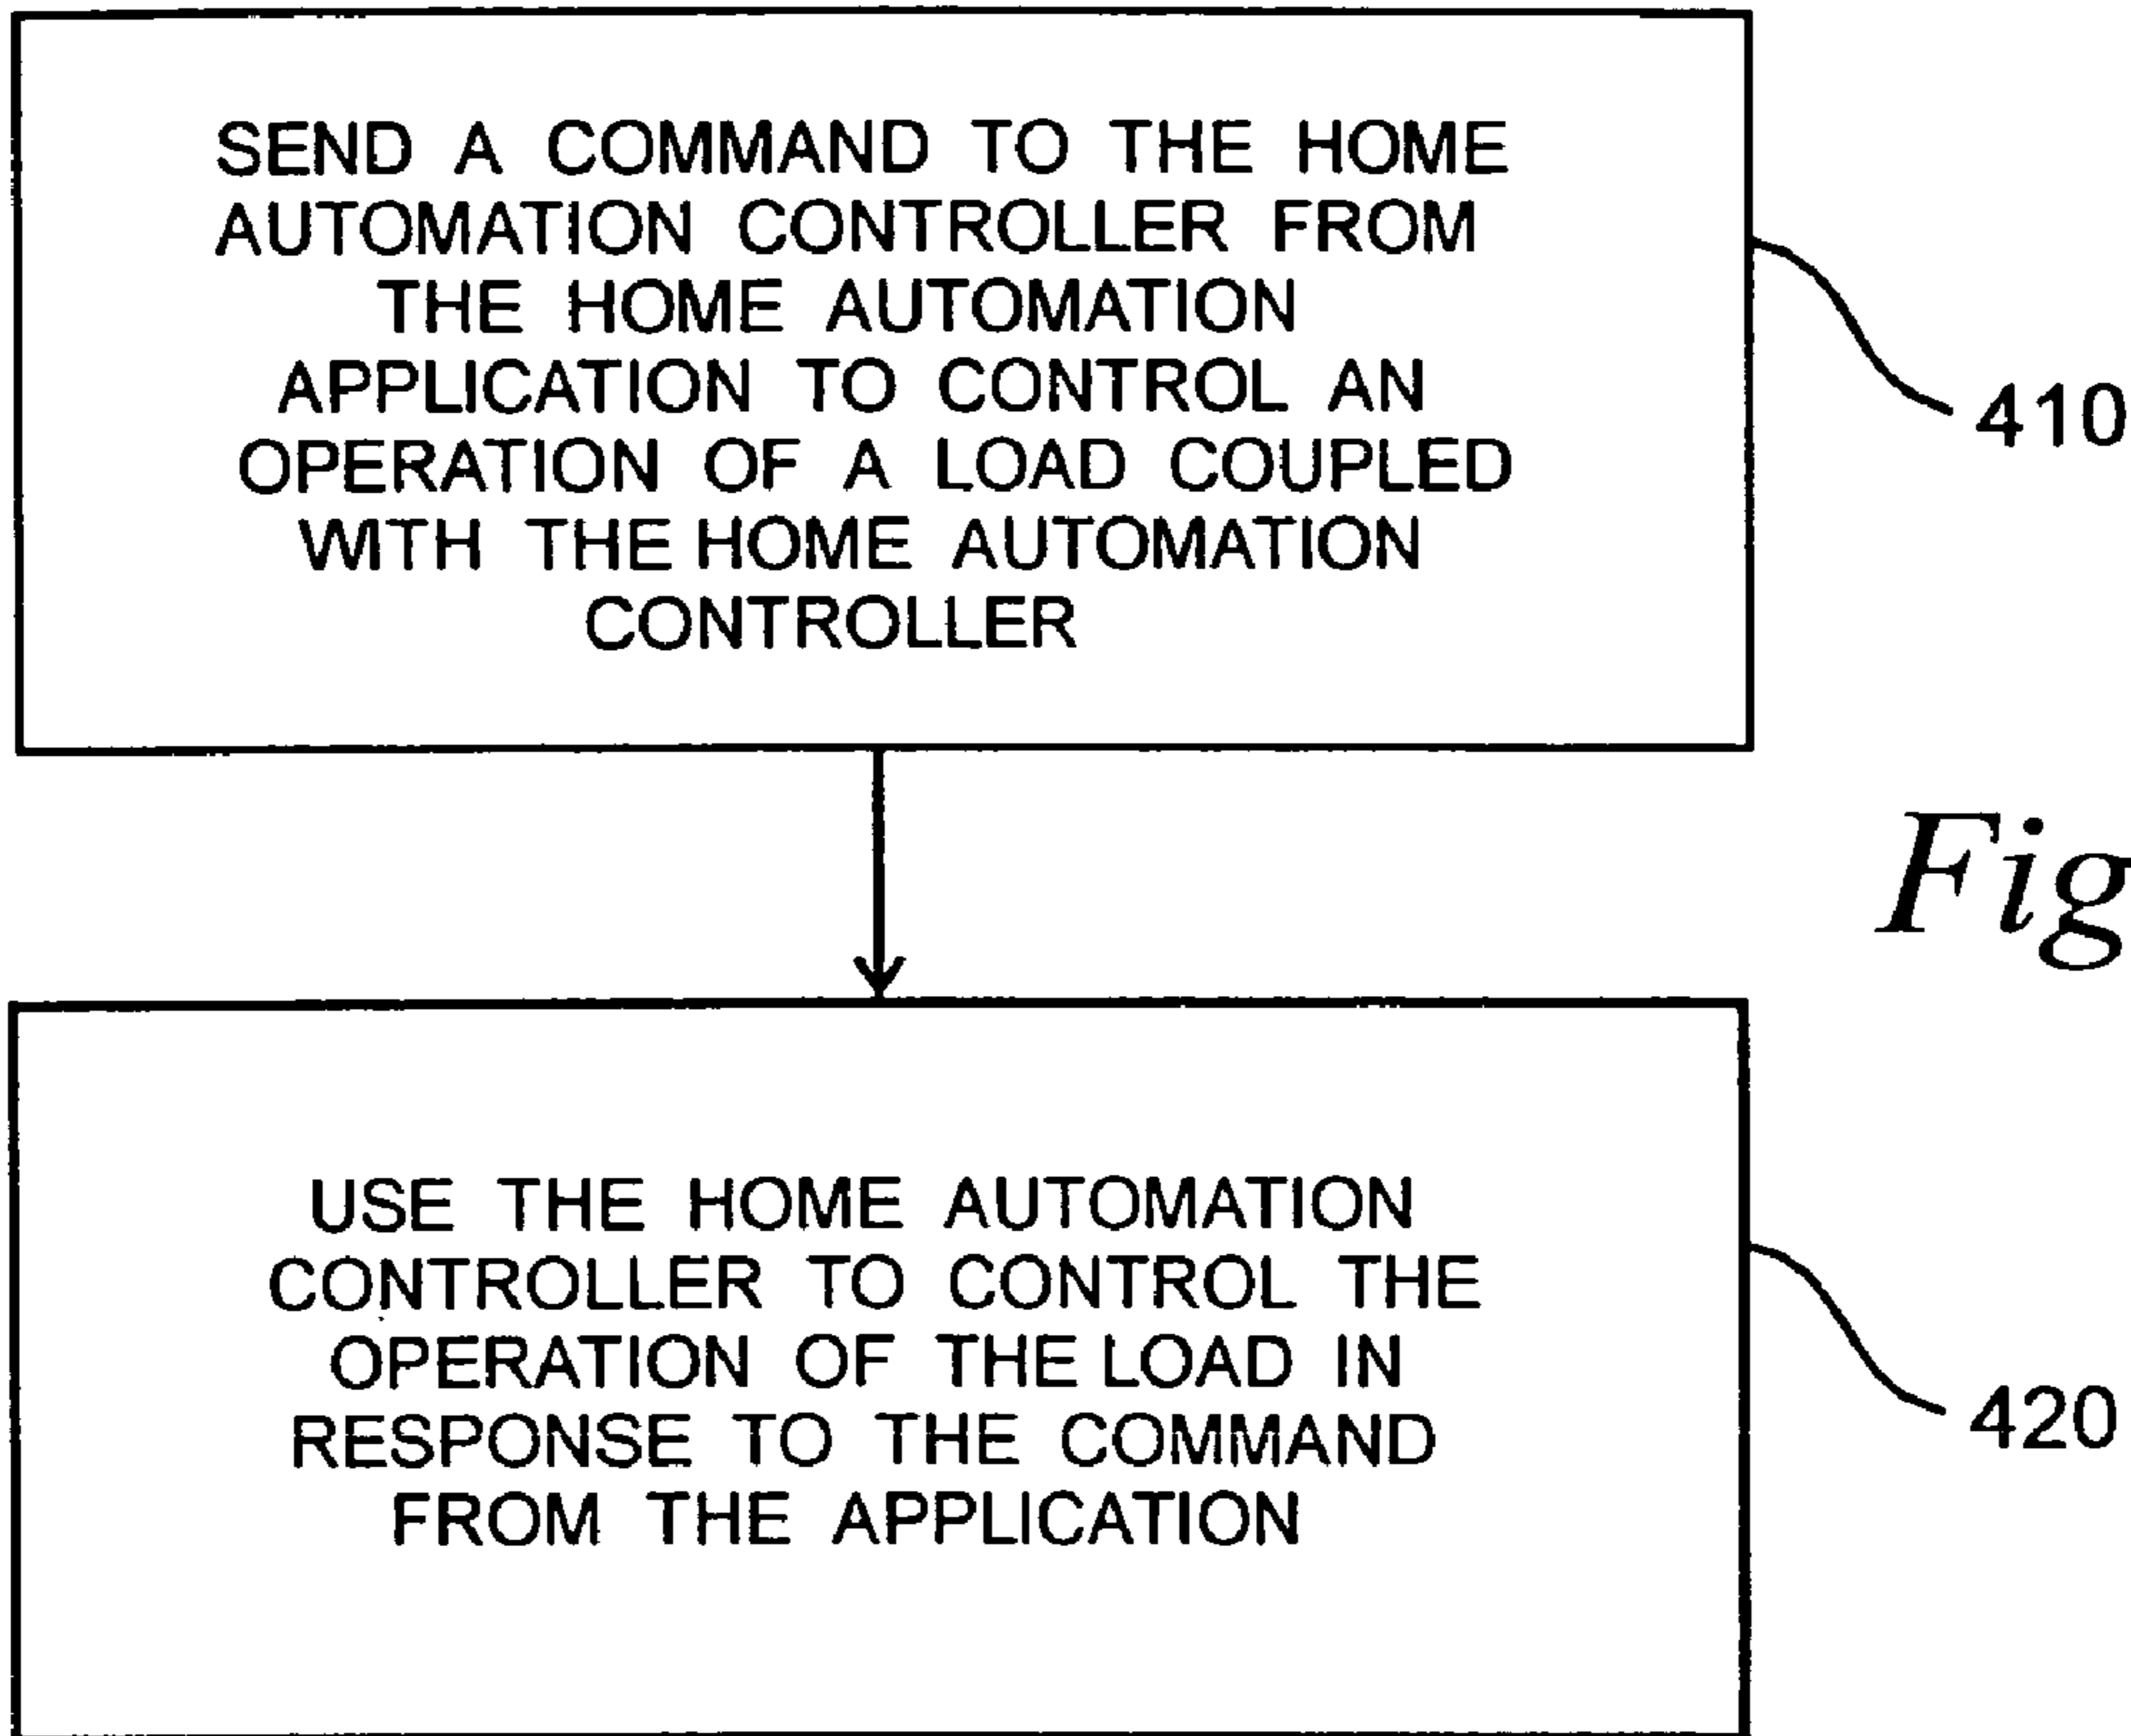 SEND A COMMAND TO THE HOME
AUTOMATION CONTROLLER FROM
THE HOME AUTOMATION
APPLICATION TO CONTROL AN
OPERATION OF A LOAD COUPLED
WITH THE HOME AUTOMATION
CONTROLLER
410
Fig
USE THE HOME AUTOMATION
CONTROLLER TO CONTROL THE
OPERATION OF THE LOAD IN
RESPONSE TO THE COMMAND
FROM THE APPLICATION
420